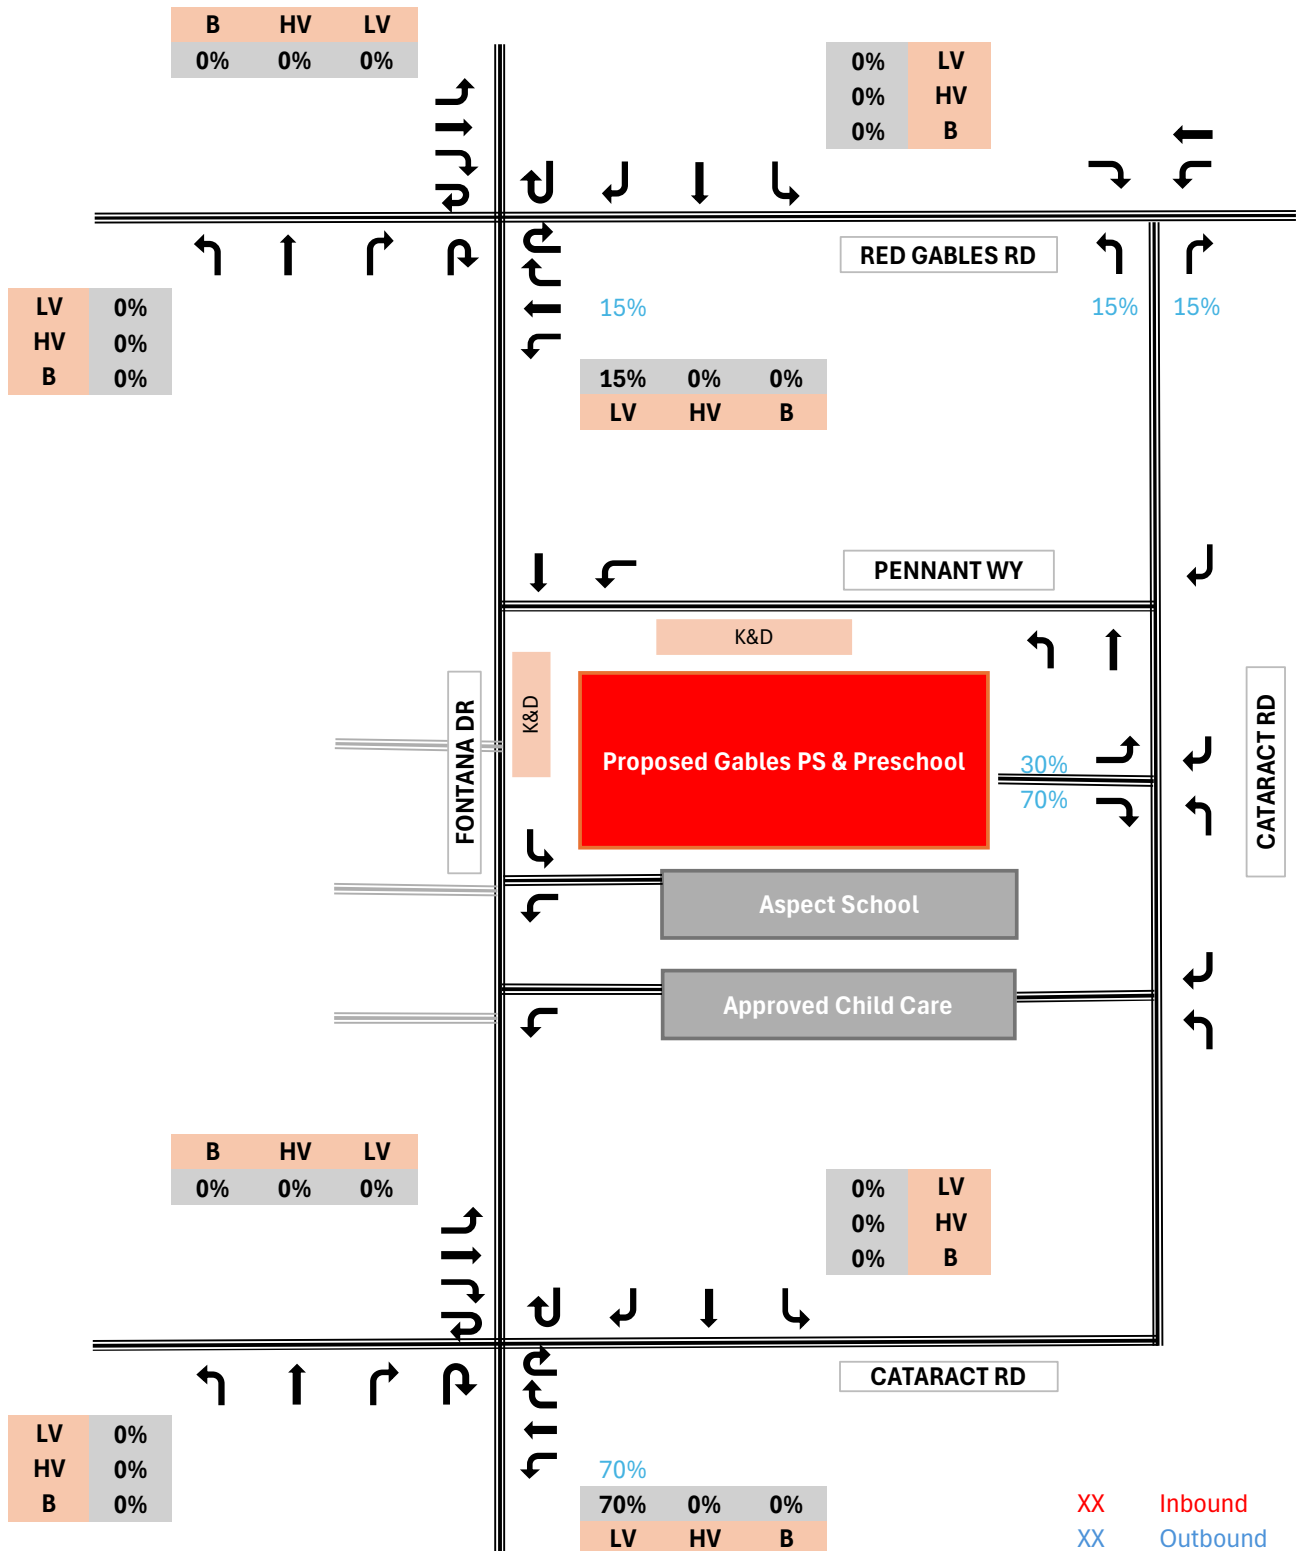 B HV LV
0% 0% 0%
0% LV
0% HV
0% B
RED GABLES RD
LV 0%
HV 0%
B 0%
15%
15% 15%
15% 0% 0%
LV HV B
PENNANT WY
K&D
K&D
FONTANA DR
Proposed Gables PS & Preschool
30%
70%
CATARACT RD
Aspect School
Approved Child Care
B HV LV
0% 0% 0%
0% LV
0% HV
0% B
CATARACT RD
LV 0%
HV 0%
B 0%
70%
70% 0% 0%
LV HV B
XX Inbound
XX Outbound